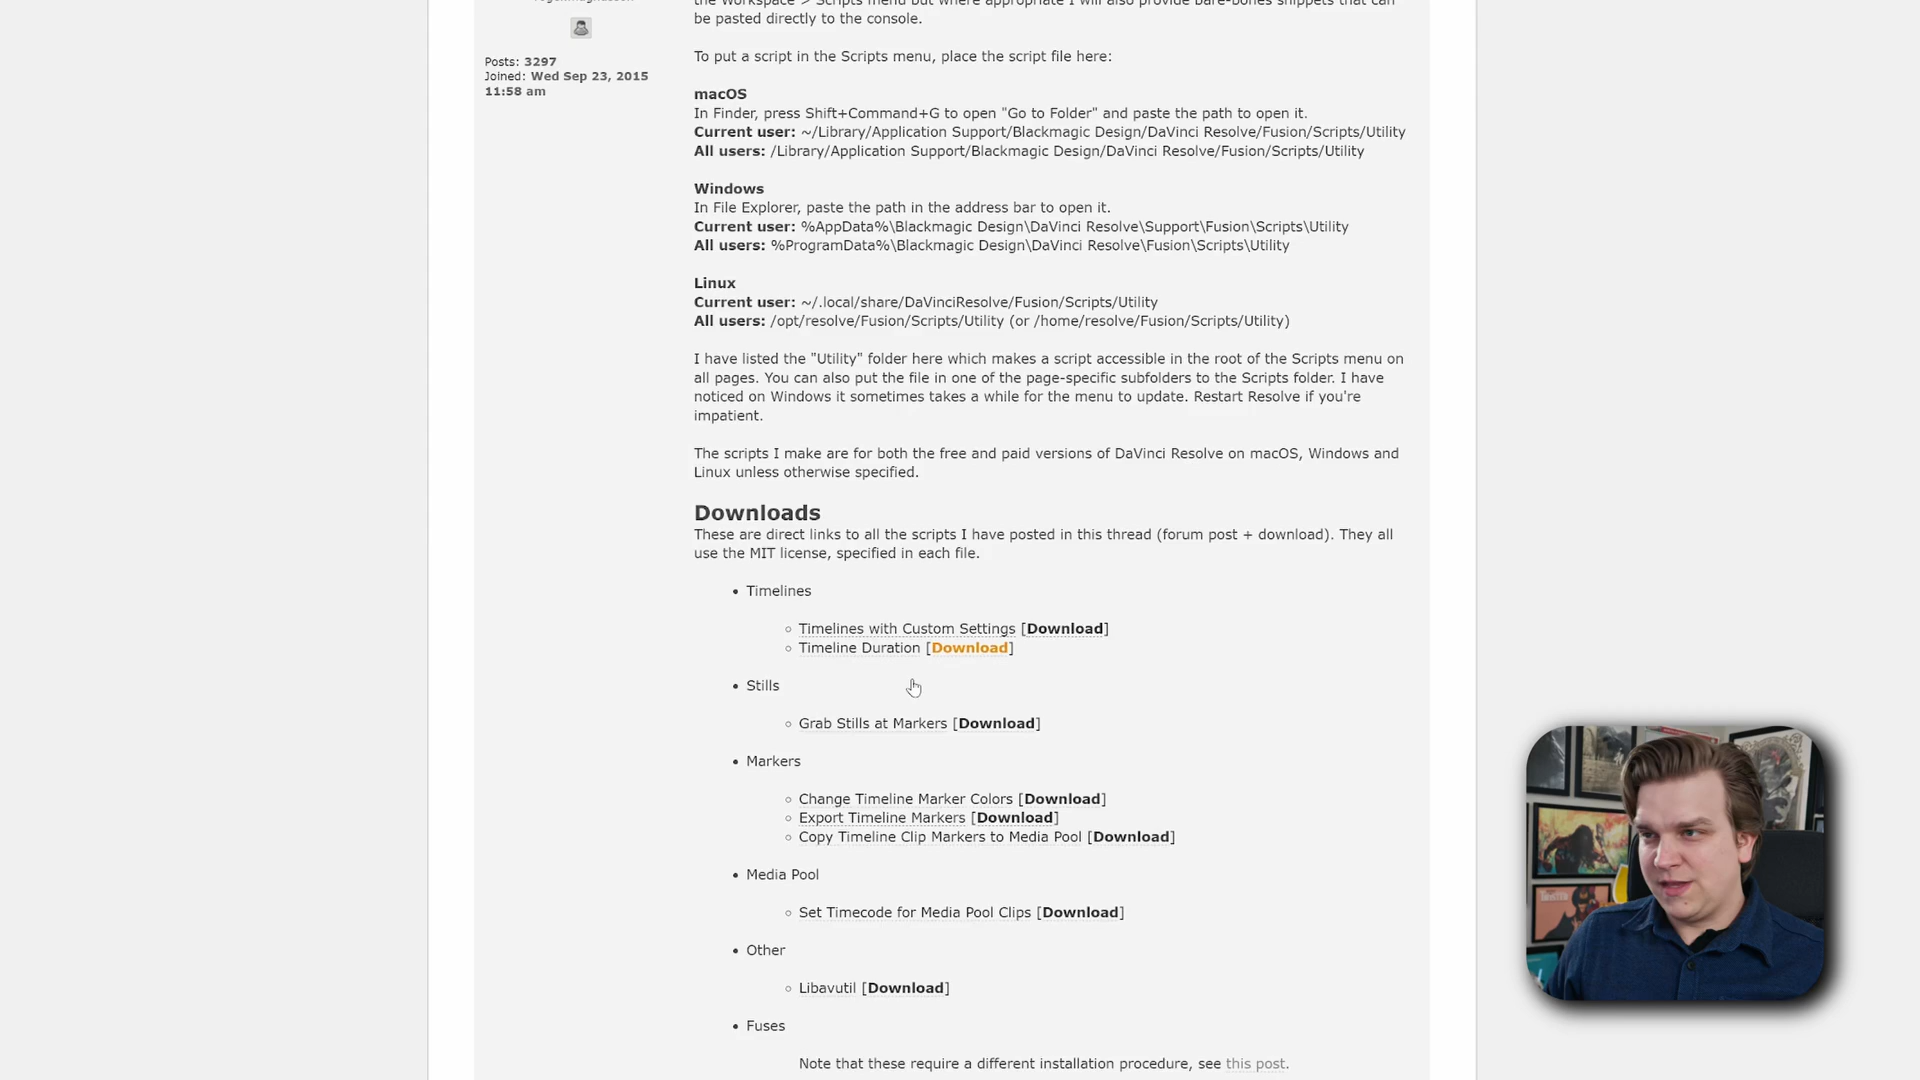 the Workspace > Scripts menu but where appropriate I will also provide bare-bones snippets that can
be pasted directly to the console.
Posts: 3297
Joined: Wed Sep 23, 2015
11:58 am
To put a script in the Scripts menu, place the script file here:
macOS
In Finder, press Shift+Command+G to open "Go to Folder" and paste the path to open it.
Current user: ~/Library/Application Support/Blackmagic Design/DaVinci Resolve/Fusion/Scripts/Utility
All users: /Library/Application Support/Blackmagic Design/DaVinci Resolve/Fusion/Scripts/Utility
Windows
In File Explorer, paste the path in the address bar to open it.
Current user: %AppData%\Blackmagic Design\DaVinci Resolve\Support\Fusion\Scripts\Utility
All users: %ProgramData%\Blackmagic Design\DaVinci Resolve\Fusion\Scripts\Utility
Linux
Current user: ~/.local/share/DaVinciResolve/Fusion/Scripts/Utility
All users: /opt/resolve/Fusion/Scripts/Utility (or /home/resolve/Fusion/Scripts/Utility)
I have listed the "Utility" folder here which makes a script accessible in the root of the Scripts menu on
all pages. You can also put the file in one of the page-specific subfolders to the Scripts folder. I have
noticed on Windows it sometimes takes a while for the menu to update. Restart Resolve if you're
impatient.
The scripts I make are for both the free and paid versions of DaVinci Resolve on macOS, Windows and
Linux unless otherwise specified.
Downloads
These are direct links to all the scripts I have posted in this thread (forum post + download). They all
use the MIT license, specified in each file.
Timelines
Timelines with Custom Settings [Download]
Timeline Duration [Download]
Stills
Grab Stills at Markers [Download]
Markers
Change Timeline Marker Colors [Download]
Export Timeline Markers [Download]
Copy Timeline Clip Markers to Media Pool [Download]
Media Pool
Set Timecode for Media Pool Clips [Download]
Other
Libavutil [Download]
Fuses
Note that these require a different installation procedure, see this post.